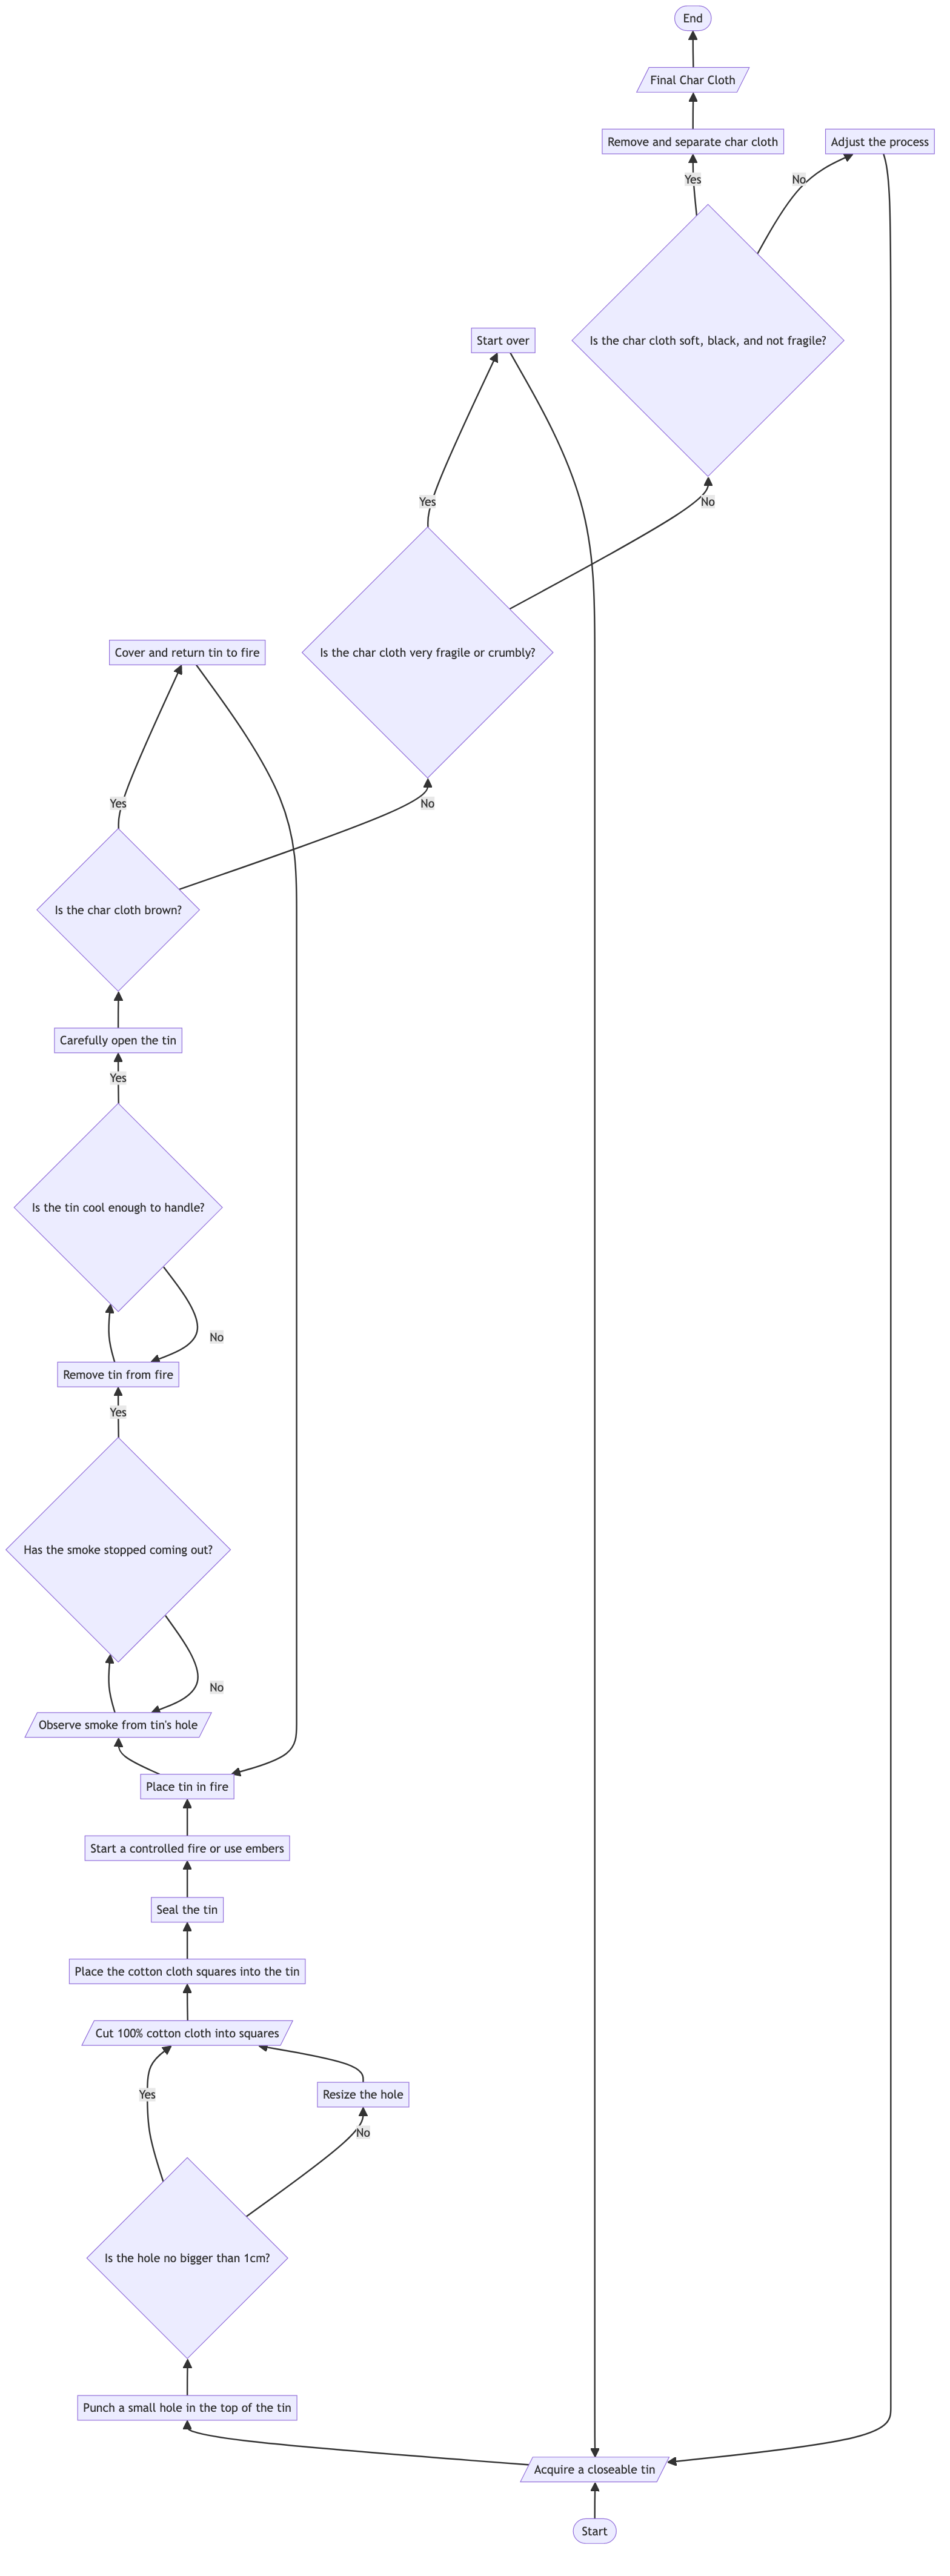 End
Final Char Cloth
Remove and separate char cloth
Adjust the process
Yes
No
Is the char cloth soft, black, and not fragile?
Start over
Yes
No
Is the char cloth very fragile or crumbly?
Cover and return tin to fire
Yes
No
Is the char cloth brown?
Carefully open the tin
Yes
Is the tin cool enough to handle?
No
Remove tin from fire
Yes
Has the smoke stopped coming out?
No
Observe smoke from tin's hole
Place tin in fire
Start a controlled fire or use embers
Seal the tin
Place the cotton cloth squares into the tin
Cut 100% cotton cloth into squares
Yes
Resize the hole
No
Is the hole no bigger than 1cm?
Punch a small hole in the top of the tin
Acquire a closeable tin
Start